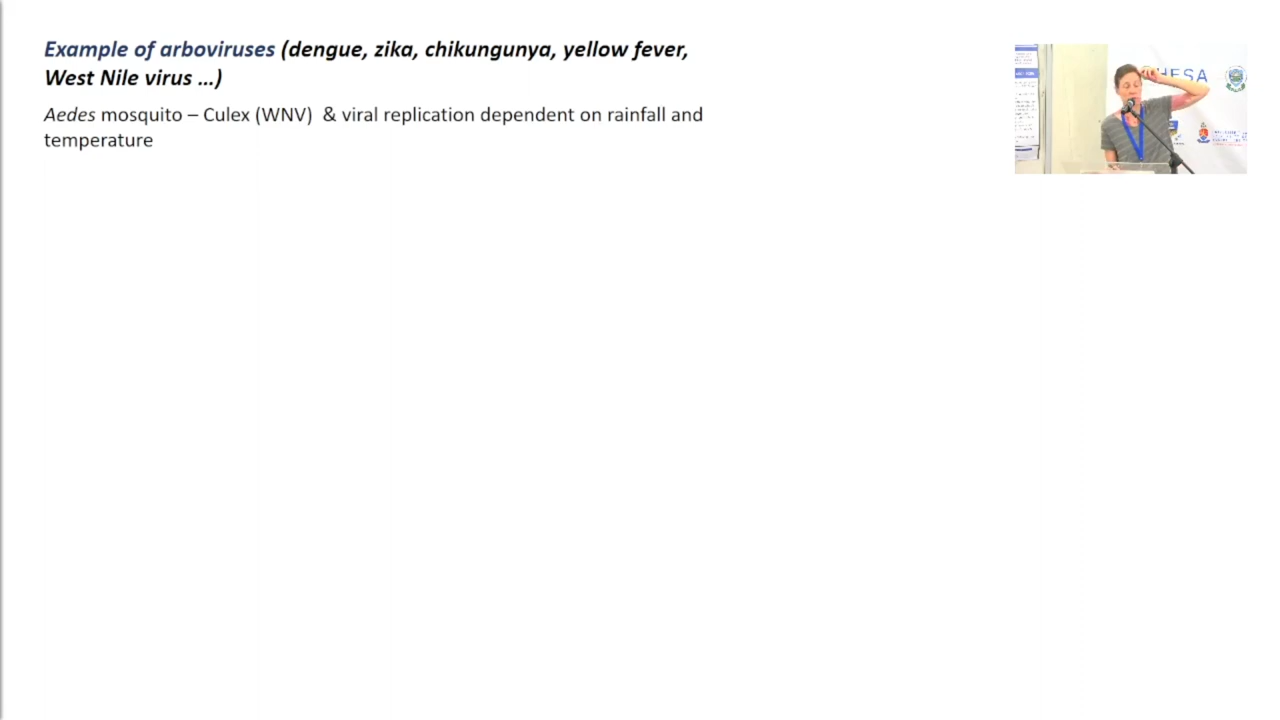 Example of arboviruses (dengue, zika, chikungunya, yellow fever,
West Nile virus ...)
Aedes mosquito – Culex (WNV)  & viral replication dependent on rainfall and
temperature
HESA